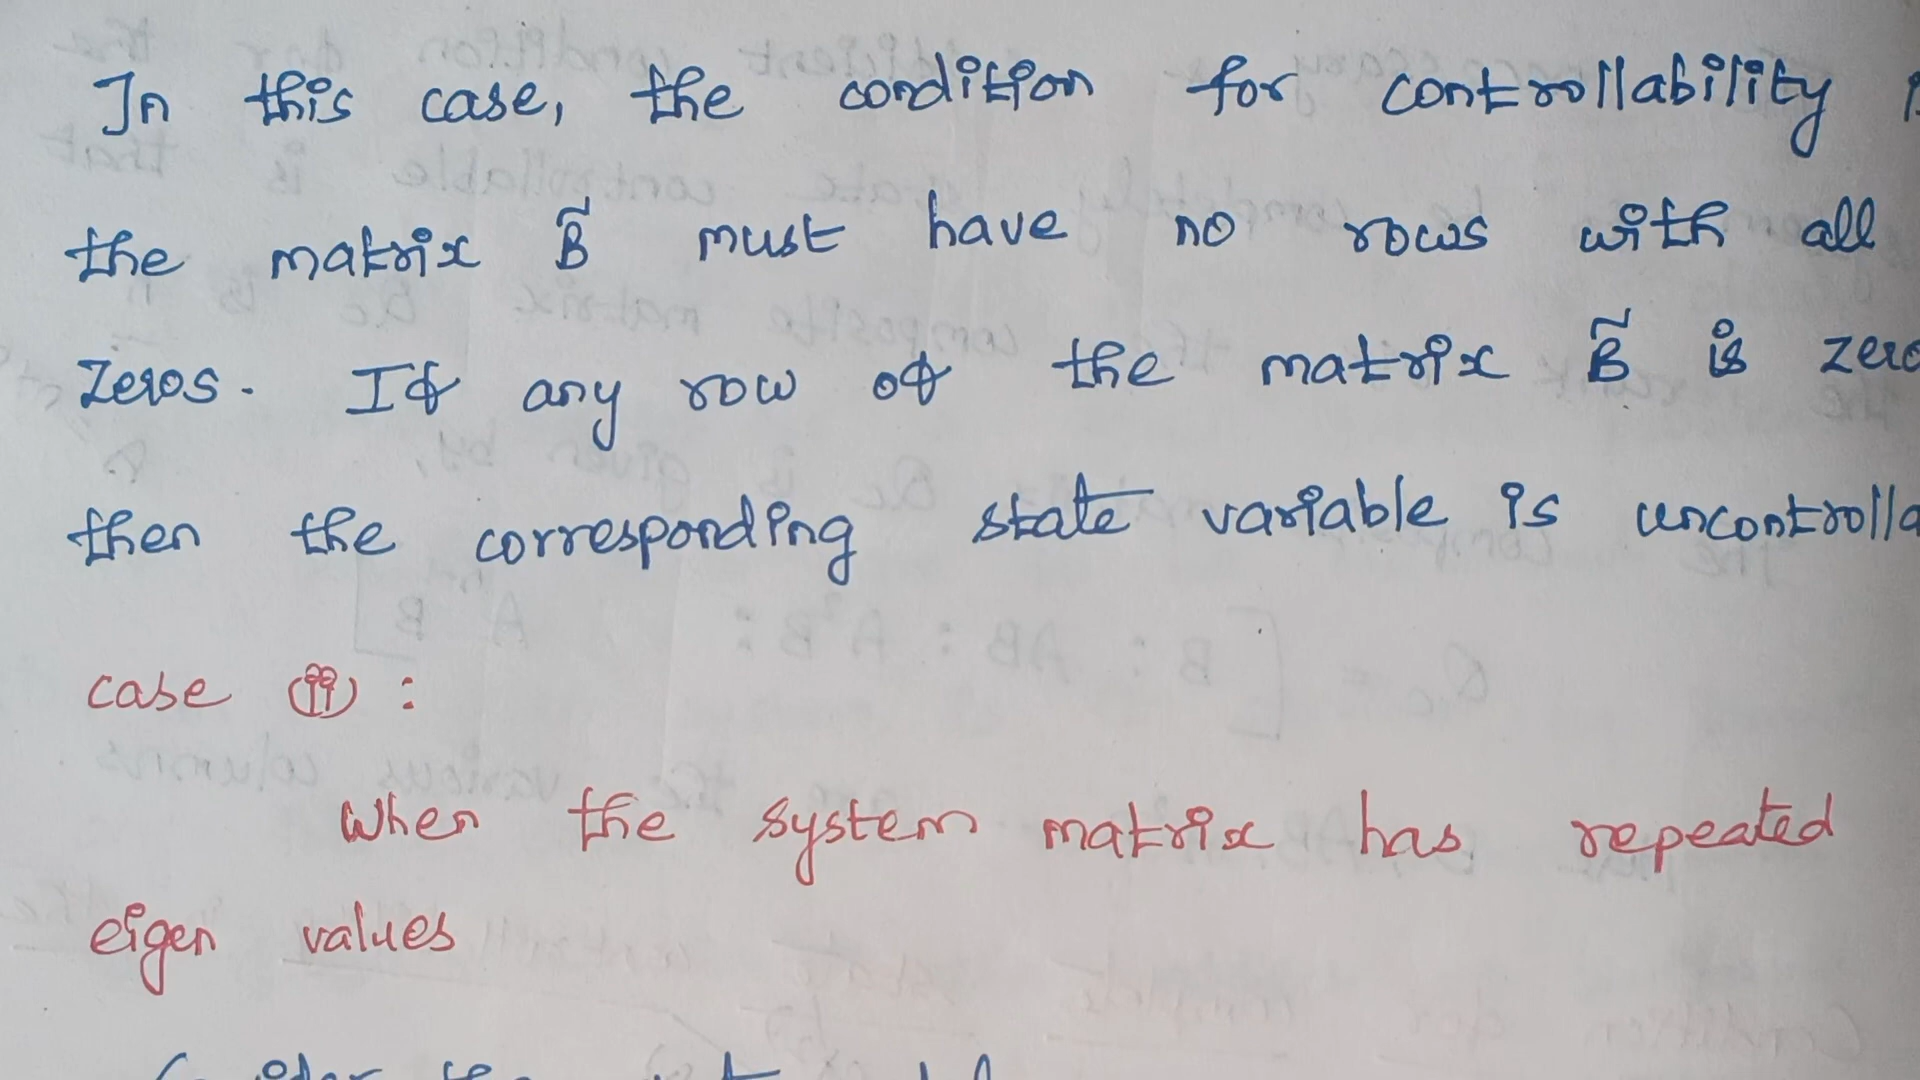 In this case, the condition for controllability
the matrix B̃ must have no rows with all
zeros. If any row of the matrix B̃ is zero
then the corresponding state variable is uncontrolla
case (ii) :
When the system matrix has repeated
eigen values